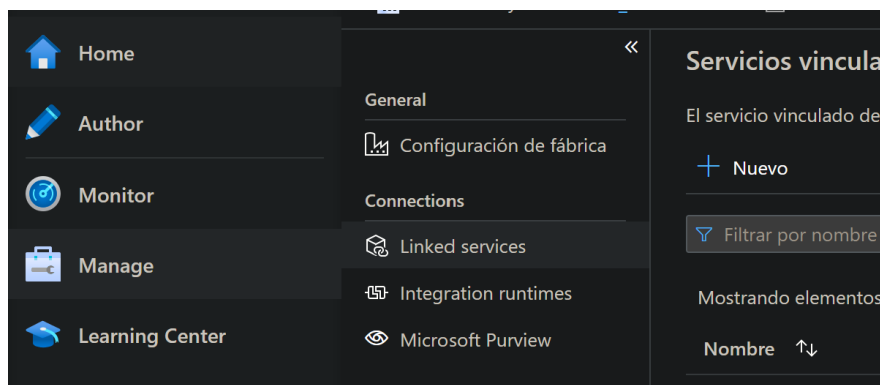 Home
Author
Monitor
Manage
Learning Center
General
Configuración de fábrica
Connections
Linked services
Integration runtimes
Microsoft Purview
Servicios vincula
El servicio vinculado de
Nuevo
Filtrar por nombre
Mostrando elementos
Nombre